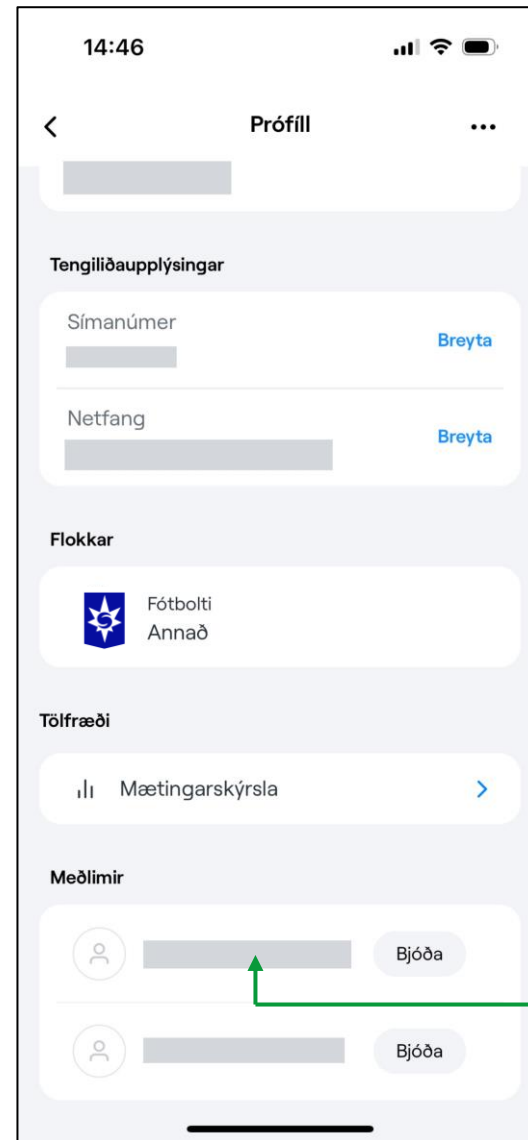 14:46
Prófíll
Tengiliðaupplýsingar
Símanúmer
Breyta
Netfang
Breyta
Flokkar
Fótbolti
Annað
Tölfræði
Mætingarskýrsla
Meðlimir
Bjóða
Bjóða